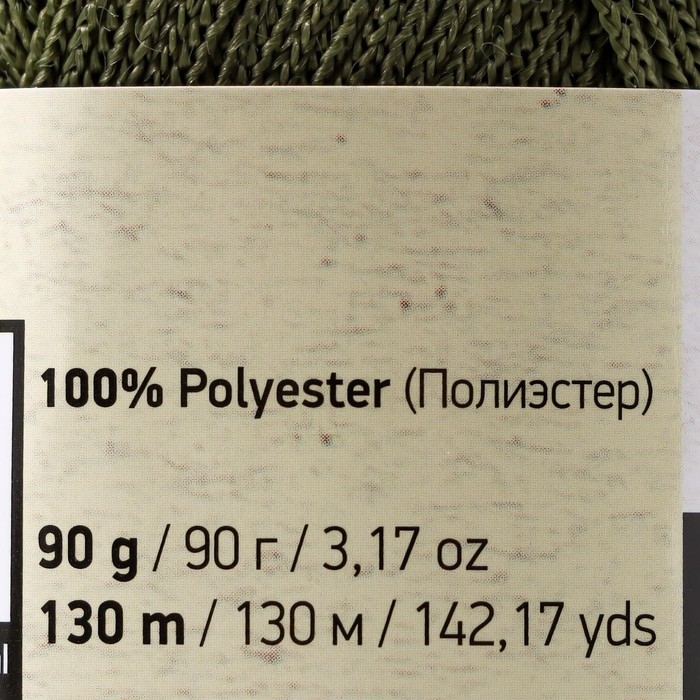 100% Polyester (Полиэстер)
90 g / 90 г / 3,17 oz
130 m / 130 м / 142,17 yds